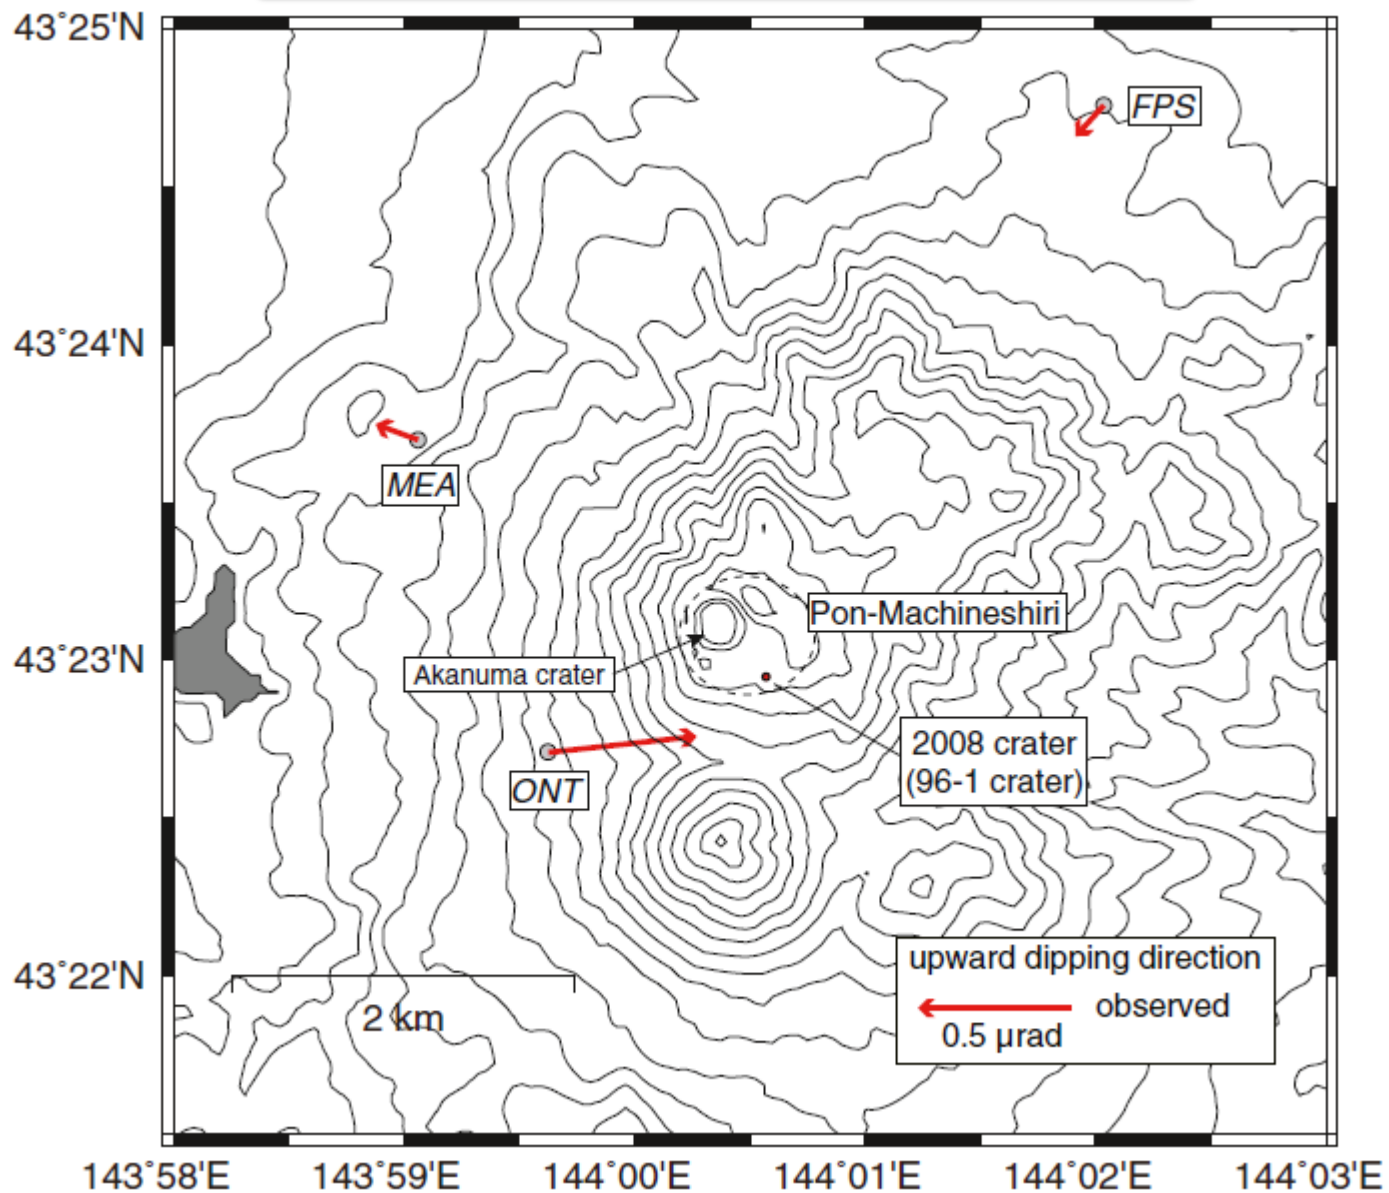 43°25'N
FPS
43°24'N
MEA
Pon-Machineshiri
43°23'N
Akanuma crater
2008 crater
(96-1 crater)
ONT
43°22'N
upward dipping direction
observed
0.5 μrad
2 km
143°58'E
143°59'E
144°00'E
144°01'E
144°02'E
144°03'E